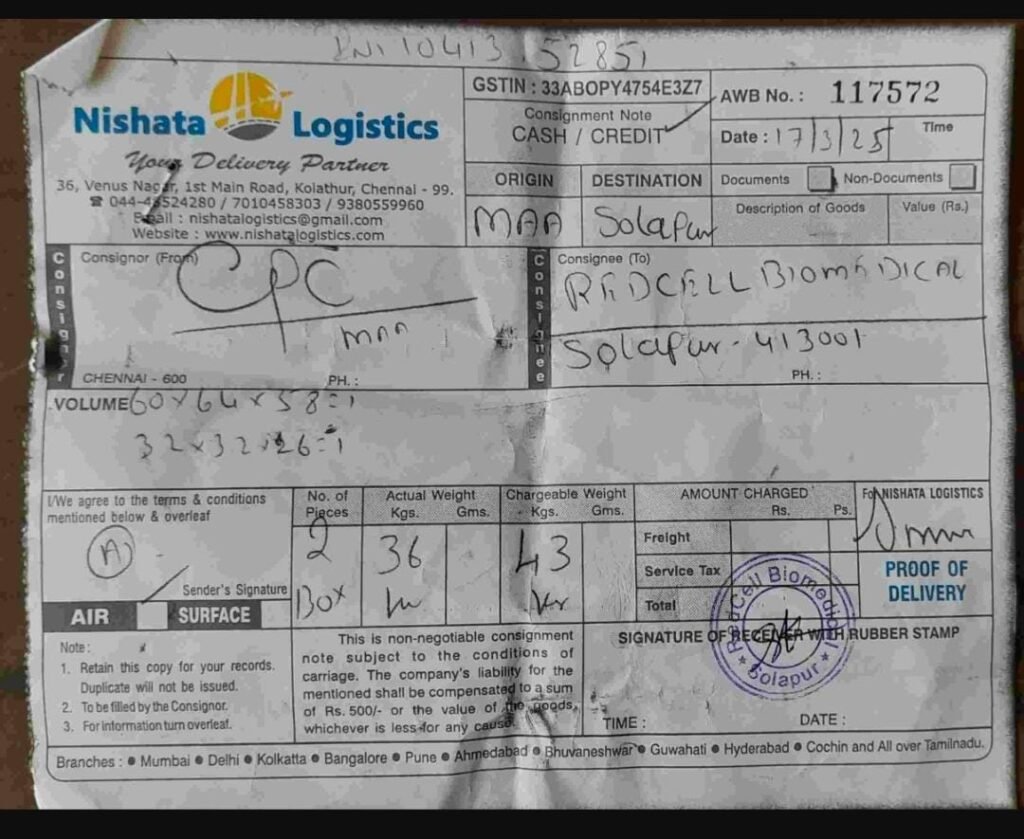 10413, 52851
Nishata Logistics
Your Delivery Partner
36, Venus Nagar, 1st Main Road, Kolathur, Chennai - 99.
044-45524280 / 7010458303 / 9380559960
Email : nishatalogistics@gmail.com
Website : www.nishatalogistics.com
GSTIN : 33ABOPY4754E3Z7
Consignment Note
CASH / CREDIT
AWB No. : 117572
Date : 17/3/25 Time
ORIGIN DESTINATION
MAA Solapur
Documents Non-Documents
Description of Goods Value (Rs.)
Consignor
Consignor (From)
CPC
MAA
CHENNAI - 600 PH. :
Consignee
Consignee (To)
REDCELL BIOMEDICAL
Solapur - 413001
PH. :
VOLUME 60x64x58=1
32x32x26=1
I/We agree to the terms & conditions
mentioned below & overleaf
A
Sender's Signature
AIR SURFACE
No. of Pieces
2
Box
Actual Weight
Kgs. Gms.
36
Chargeable Weight
Kgs. Gms.
43
AMOUNT CHARGED
Rs. Ps.
Freight
Service Tax
Total
For NISHATA LOGISTICS
PROOF OF
DELIVERY
Note :
1. Retain this copy for your records.
Duplicate will not be issued.
2. To be filled by the Consignor.
3. For information turn overleaf.
This is non-negotiable consignment
note subject to the conditions of
carriage. The company's liability for the
mentioned shall be compensated to a sum
of Rs. 500/- or the value of the goods,
whichever is less for any cause.
SIGNATURE OF RECEIVER WITH RUBBER STAMP
RedCell Biomedical
Solapur
TIME : DATE :
Branches : ● Mumbai ● Delhi ● Kolkatta ● Bangalore ● Pune ● Ahmedabad ● Bhuvaneshwar ● Guwahati ● Hyderabad ● Cochin and All over Tamilnadu.